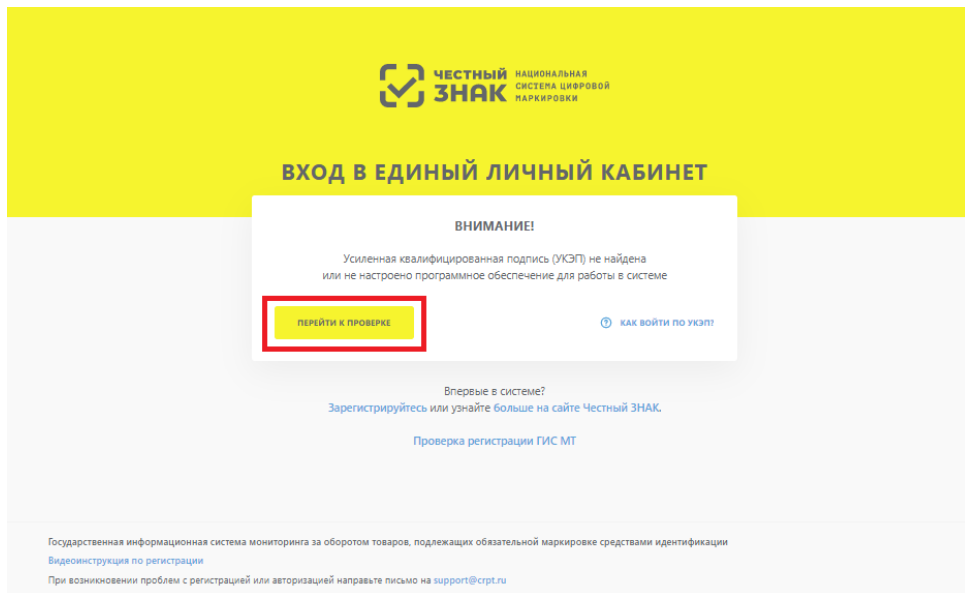 ЧЕСТНЫЙ
ЗНАК
НАЦИОНАЛЬНАЯ
СИСТЕМА ЦИФРОВОЙ
МАРКИРОВКИ
ВХОД В ЕДИНЫЙ ЛИЧНЫЙ КАБИНЕТ
ВНИМАНИЕ!
Усиленная квалифицированная подпись (УКЭП) не найдена
или не настроено программное обеспечение для работы в системе
ПЕРЕЙТИ К ПРОВЕРКЕ
? КАК ВОЙТИ ПО УКЭП?
Впервые в системе?
Зарегистрируйтесь или узнайте больше на сайте Честный ЗНАК.
Проверка регистрации ГИС МТ
Государственная информационная система мониторинга за оборотом товаров, подлежащих обязательной маркировке средствами идентификации
Видеоинструкция по регистрации
При возникновении проблем с регистрацией или авторизацией направьте письмо на support@crpt.ru